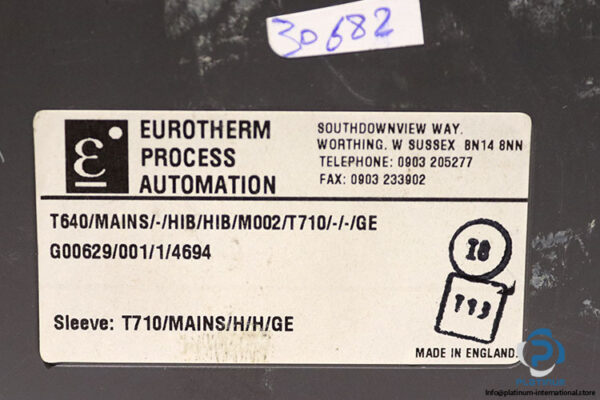 30682
EUROTHERM
PROCESS
AUTOMATION
SOUTHDOWNVIEW WAY.
WORTHING. W SUSSEX BN14 8NN
TELEPHONE: 0903 205277
FAX: 0903 233902
T640/MAINS/-/HIB/HIB/M002/T710/-/-/GE
G00629/001/1/4694
Sleeve: T710/MAINS/H/H/GE
MADE IN ENGLAND.
PLATINUM
Info@platinum-international.store